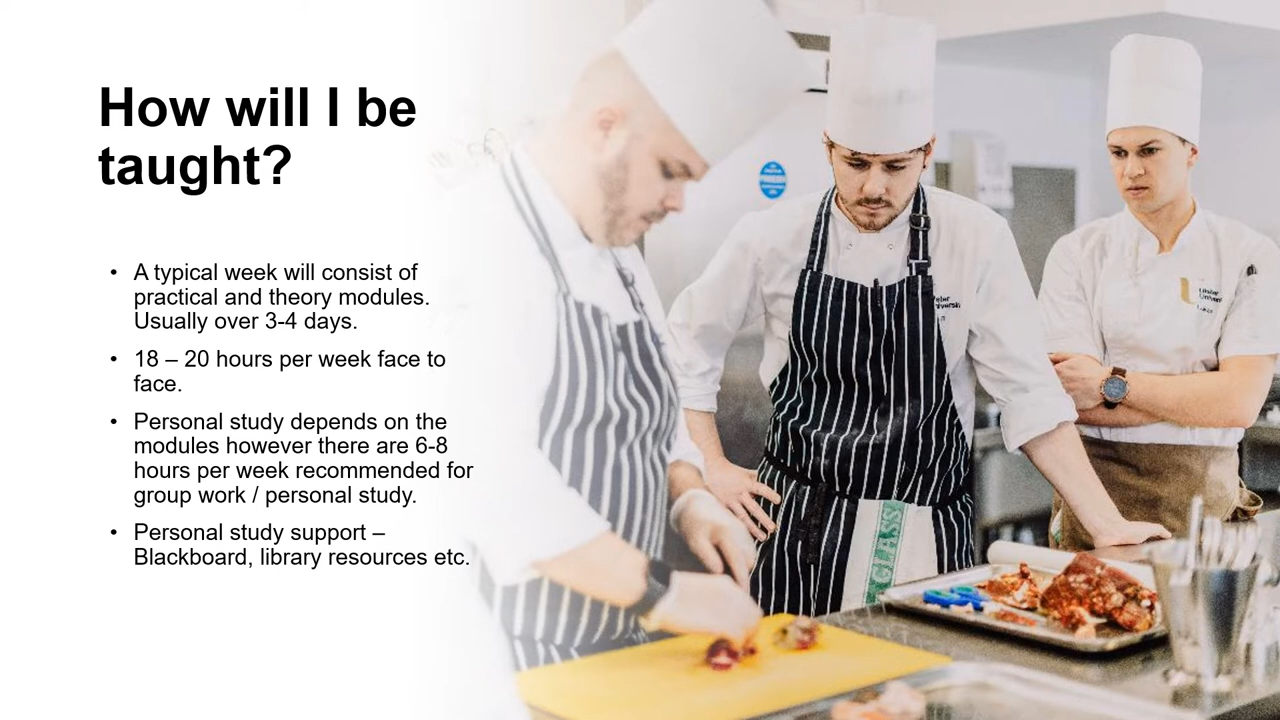 How will I be
taught?
• A typical week will consist of
practical and theory modules.
Usually over 3-4 days.
• 18 – 20 hours per week face to
face.
• Personal study depends on the
modules however there are 6-8
hours per week recommended for
group work / personal study.
• Personal study support –
Blackboard, library resources etc.
GLASS